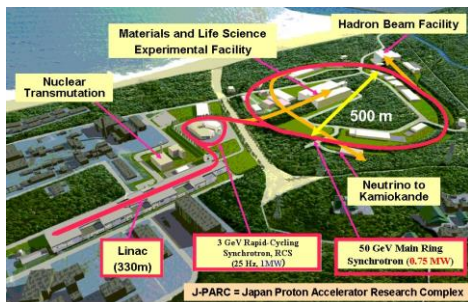 Hadron Beam Facility
Materials and Life Science
Experimental Facility
Nuclear
Transmutation
500 m
Neutrino to
Kamiokande
Linac
(330m)
3 GeV Rapid-Cycling
Synchrotron, RCS
(25 Hz, 1MW)
50 GeV Main Ring
Synchrotron (0.75 MW)
J-PARC = Japan Proton Accelerator Research Complex